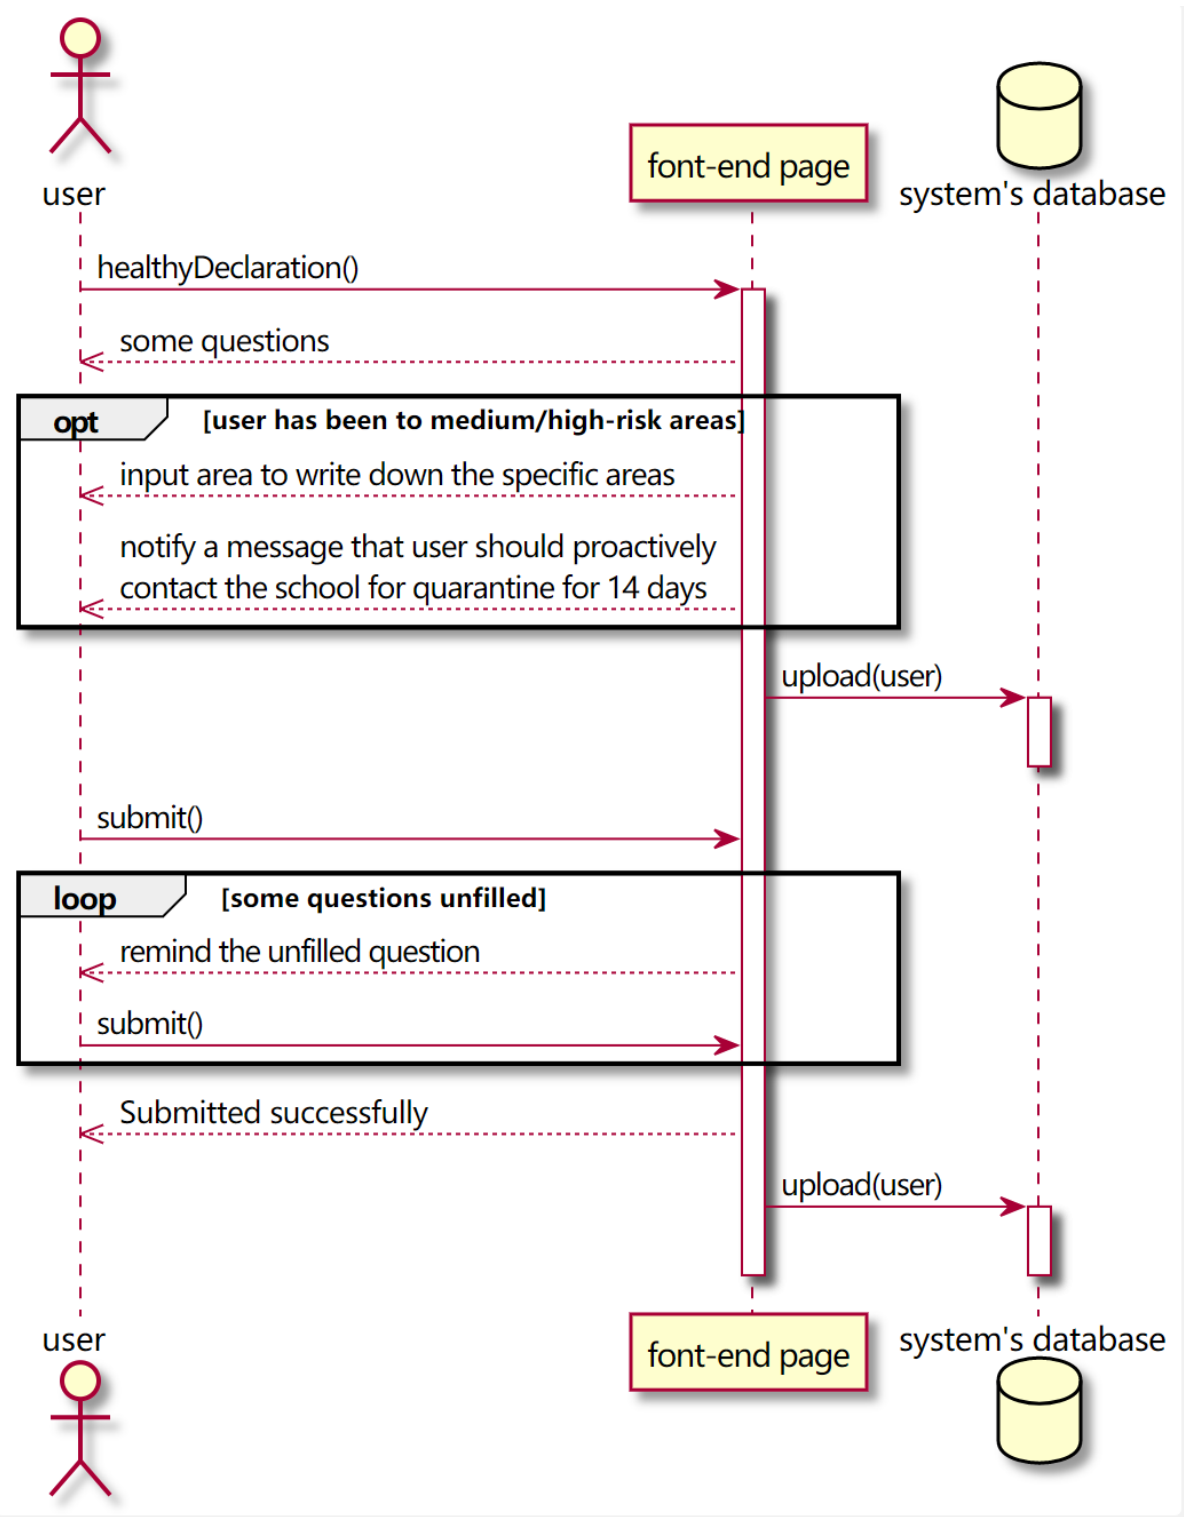 user
font-end page
system's database
healthyDeclaration()
some questions
opt
[user has been to medium/high-risk areas]
input area to write down the specific areas
notify a message that user should proactively
contact the school for quarantine for 14 days
upload(user)
submit()
loop
[some questions unfilled]
remind the unfilled question
submit()
Submitted successfully
upload(user)
user
font-end page
system's database